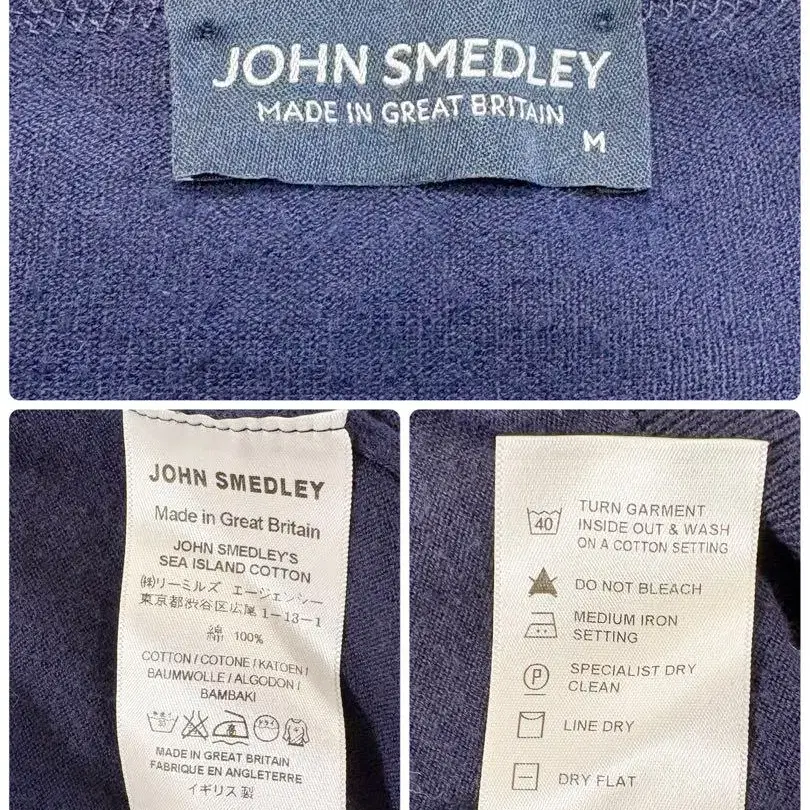 JOHN SMEDLEY
MADE IN GREAT BRITAIN
M
JOHN SMEDLEY
Made in Great Britain
JOHN SMEDLEY'S
SEA ISLAND COTTON
㈱リーミルズ エージェンシー
東京都渋谷区広尾 1-13-1
綿 100%
COTTON / COTONE / KATOEN /
BAUMWOLLE / ALGODON /
BAMBAKI
MADE IN GREAT BRITAIN
FABRIQUE EN ANGLETERRE
イギリス製
40
TURN GARMENT
INSIDE OUT & WASH
ON A COTTON SETTING
DO NOT BLEACH
MEDIUM IRON
SETTING
P
SPECIALIST DRY
CLEAN
LINE DRY
DRY FLAT